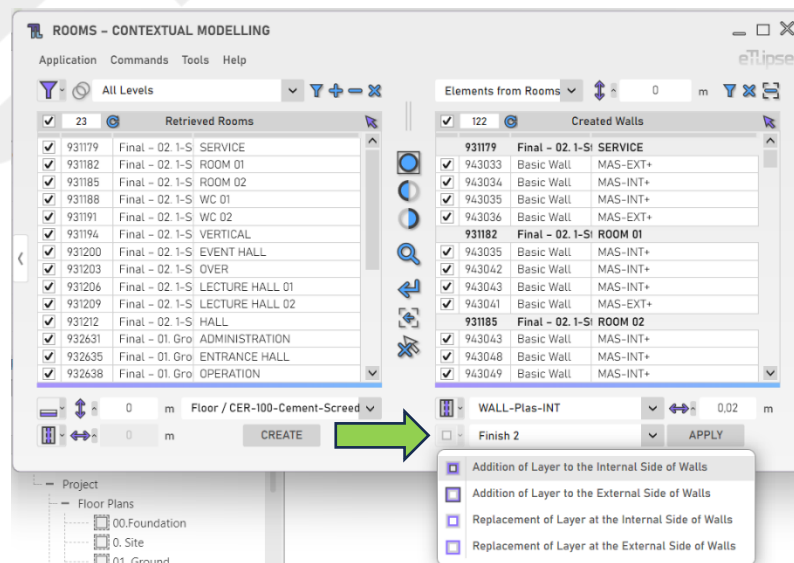 ROOMS – CONTEXTUAL MODELLING
Application Commands Tools Help
eTLipse
All Levels
Elements from Rooms 0 m
23 Retrieved Rooms
122 Created Walls
931179 Final – 02. 1-S SERVICE
931182 Final – 02. 1-S ROOM 01
931185 Final – 02. 1-S ROOM 02
931188 Final – 02. 1-S WC 01
931191 Final – 02. 1-S WC 02
931194 Final – 02. 1-S VERTICAL
931200 Final – 02. 1-S EVENT HALL
931203 Final – 02. 1-S OVER
931206 Final – 02. 1-S LECTURE HALL 01
931209 Final – 02. 1-S LECTURE HALL 02
931212 Final – 02. 1-S HALL
932631 Final – 01. Gro ADMINISTRATION
932635 Final – 01. Gro ENTRANCE HALL
932638 Final – 01. Gro OPERATION
931179 Final – 02. 1-St SERVICE
943033 Basic Wall MAS-EXT+
943034 Basic Wall MAS-INT+
943035 Basic Wall MAS-INT+
943036 Basic Wall MAS-EXT+
931182 Final – 02. 1-St ROOM 01
943035 Basic Wall MAS-INT+
943042 Basic Wall MAS-INT+
943043 Basic Wall MAS-INT+
943041 Basic Wall MAS-EXT+
931185 Final – 02. 1-St ROOM 02
943043 Basic Wall MAS-INT+
943048 Basic Wall MAS-INT+
943049 Basic Wall MAS-INT+
0 m Floor / CER-100-Cement-Screed
0 m CREATE
WALL-Plas-INT 0,02 m
Finish 2 APPLY
Addition of Layer to the Internal Side of Walls
Addition of Layer to the External Side of Walls
Replacement of Layer at the Internal Side of Walls
Replacement of Layer at the External Side of Walls
Project
Floor Plans
00.Foundation
0. Site
01. Ground